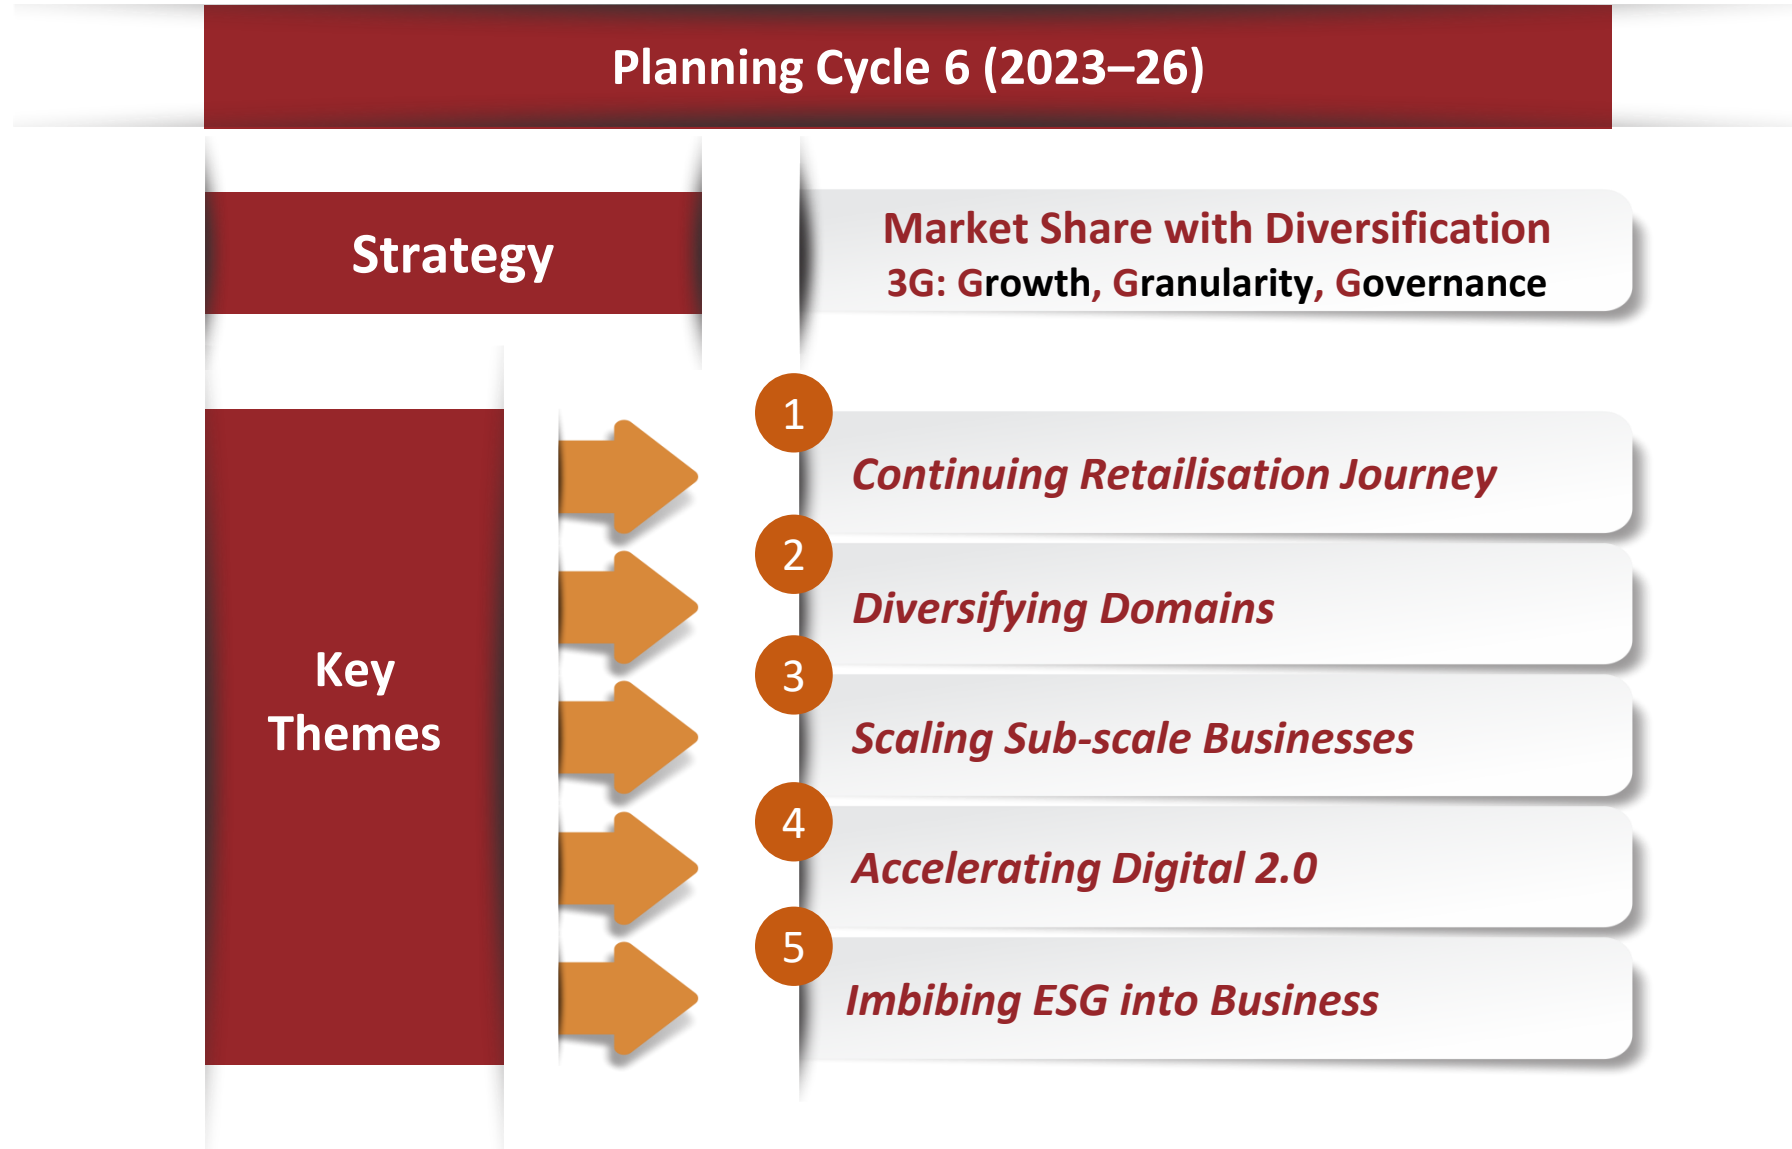 Planning Cycle 6 (2023–26)
Strategy
Market Share with Diversification
3G: Growth, Granularity, Governance
Key
Themes
1
Continuing Retailisation Journey
2
Diversifying Domains
3
Scaling Sub-scale Businesses
4
Accelerating Digital 2.0
5
Imbibing ESG into Business